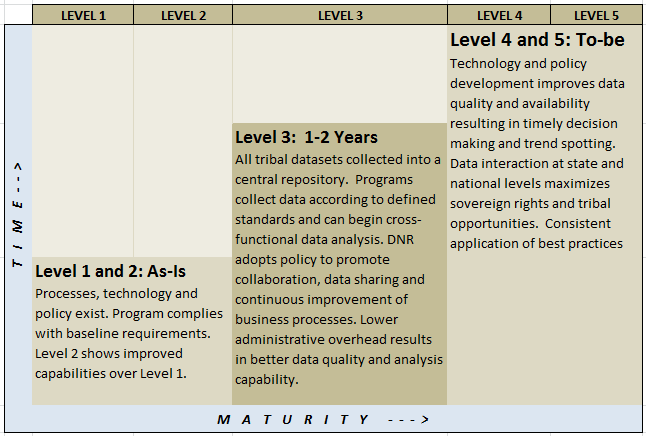 LEVEL 1 LEVEL 2 LEVEL 3 LEVEL 4 LEVEL 5
Level 4 and 5: To-be
Technology and policy
development improves data
quality and availability
resulting in timely decision
making and trend spotting.
Data interaction at state and
national levels maximizes
sovereign rights and tribal
opportunities.  Consistent
application of best practices
Level 3:  1-2 Years
All tribal datasets collected into a
central repository.  Programs
collect data according to defined
standards and can begin cross-
functional data analysis. DNR
adopts policy to promote
collaboration, data sharing and
continuous improvement of
business processes. Lower
administrative overhead results
in better data quality and analysis
capability.
Level 1 and 2: As-Is
Processes, technology and
policy exist. Program complies
with baseline requirements.
Level 2 shows improved
capabilities over Level 1.
T I M E - - ->
M A T U R I T Y - - - >